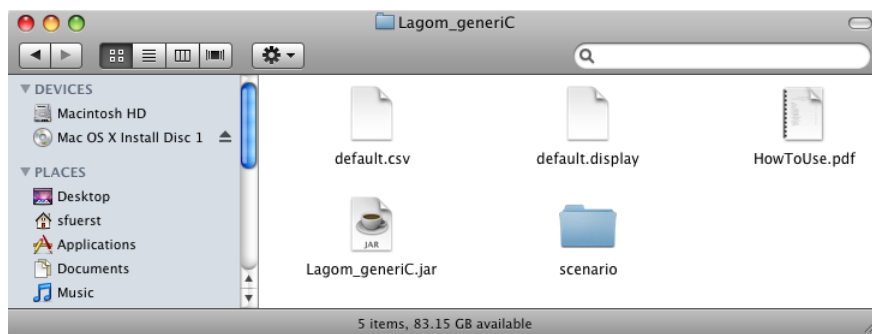 Lagom_generiC
DEVICES
Macintosh HD
Mac OS X Install Disc 1
PLACES
Desktop
sfuerst
Applications
Documents
Music
default.csv
default.display
HowToUse.pdf
JAR
Lagom_generiC.jar
scenario
5 items, 83.15 GB available